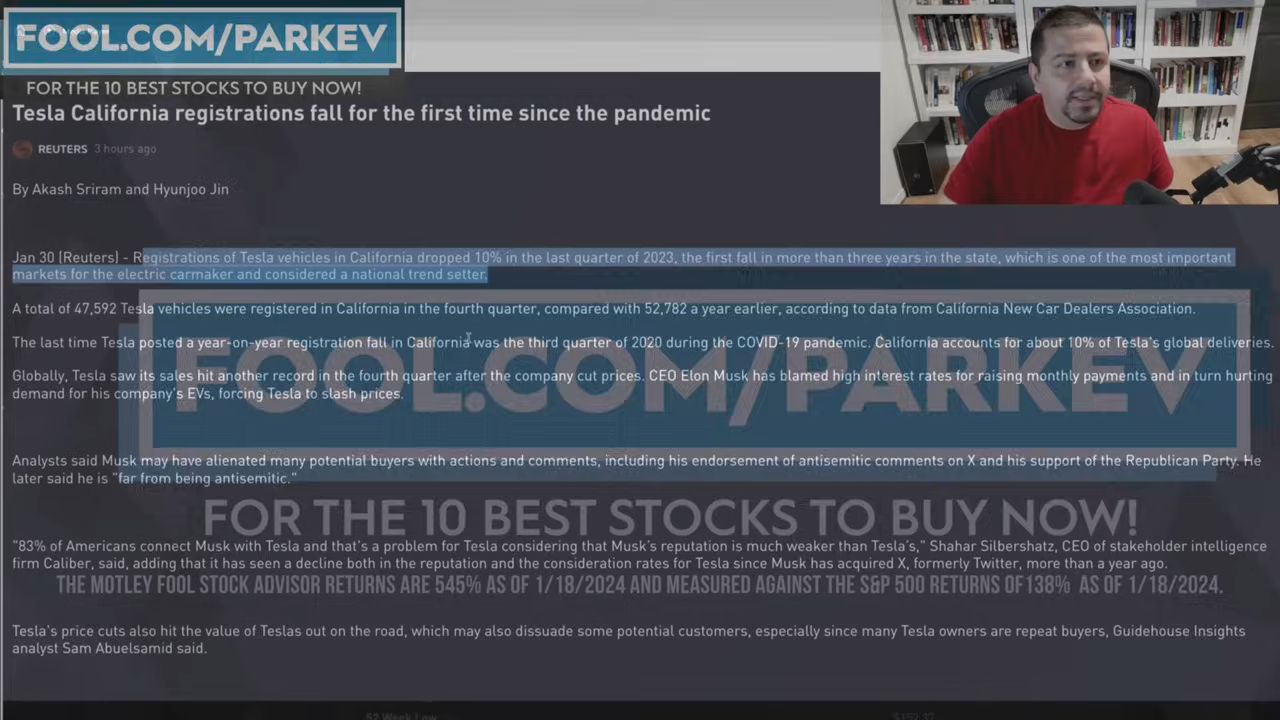 FOOL.COM/PARKEV
FOR THE 10 BEST STOCKS TO BUY NOW!
Tesla California registrations fall for the first time since the pandemic
REUTERS 3 hours ago
By Akash Sriram and Hyunjoo Jin
Jan 30 (Reuters) - Registrations of Tesla vehicles in California dropped 10% in the last quarter of 2023, the first fall in more than three years in the state, which is one of the most important
markets for the electric carmaker and considered a national trend setter.
A total of 47,592 Tesla vehicles were registered in California in the fourth quarter, compared with 52,782 a year earlier, according to data from California New Car Dealers Association.
The last time Tesla posted a year-on-year registration fall in California was the third quarter of 2020 during the COVID-19 pandemic. California accounts for about 10% of Tesla's global deliveries.
Globally, Tesla saw its sales hit another record in the fourth quarter after the company cut prices. CEO Elon Musk has blamed high interest rates for raising monthly payments and in turn hurting
demand for his company's EVs, forcing Tesla to slash prices.
FOOL.COM/PARKEV
Analysts said Musk may have alienated many potential buyers with actions and comments, including his endorsement of antisemitic comments on X and his support of the Republican Party. He
later said he is "far from being antisemitic."
FOR THE 10 BEST STOCKS TO BUY NOW!
"83% of Americans connect Musk with Tesla and that's a problem for Tesla considering that Musk's reputation is much weaker than Tesla's," Shahar Silbershatz, CEO of stakeholder intelligence
firm Caliber, said, adding that it has seen a decline both in the reputation and the consideration rates for Tesla since Musk has acquired X, formerly Twitter, more than a year ago.
THE MOTLEY FOOL STOCK ADVISOR RETURNS ARE 545% AS OF 1/18/2024 AND MEASURED AGAINST THE S&P 500 RETURNS OF138% AS OF 1/18/2024.
Tesla's price cuts also hit the value of Teslas out on the road, which may also dissuade some potential customers, especially since many Tesla owners are repeat buyers, Guidehouse Insights
analyst Sam Abuelsamid said.
52 Week Low